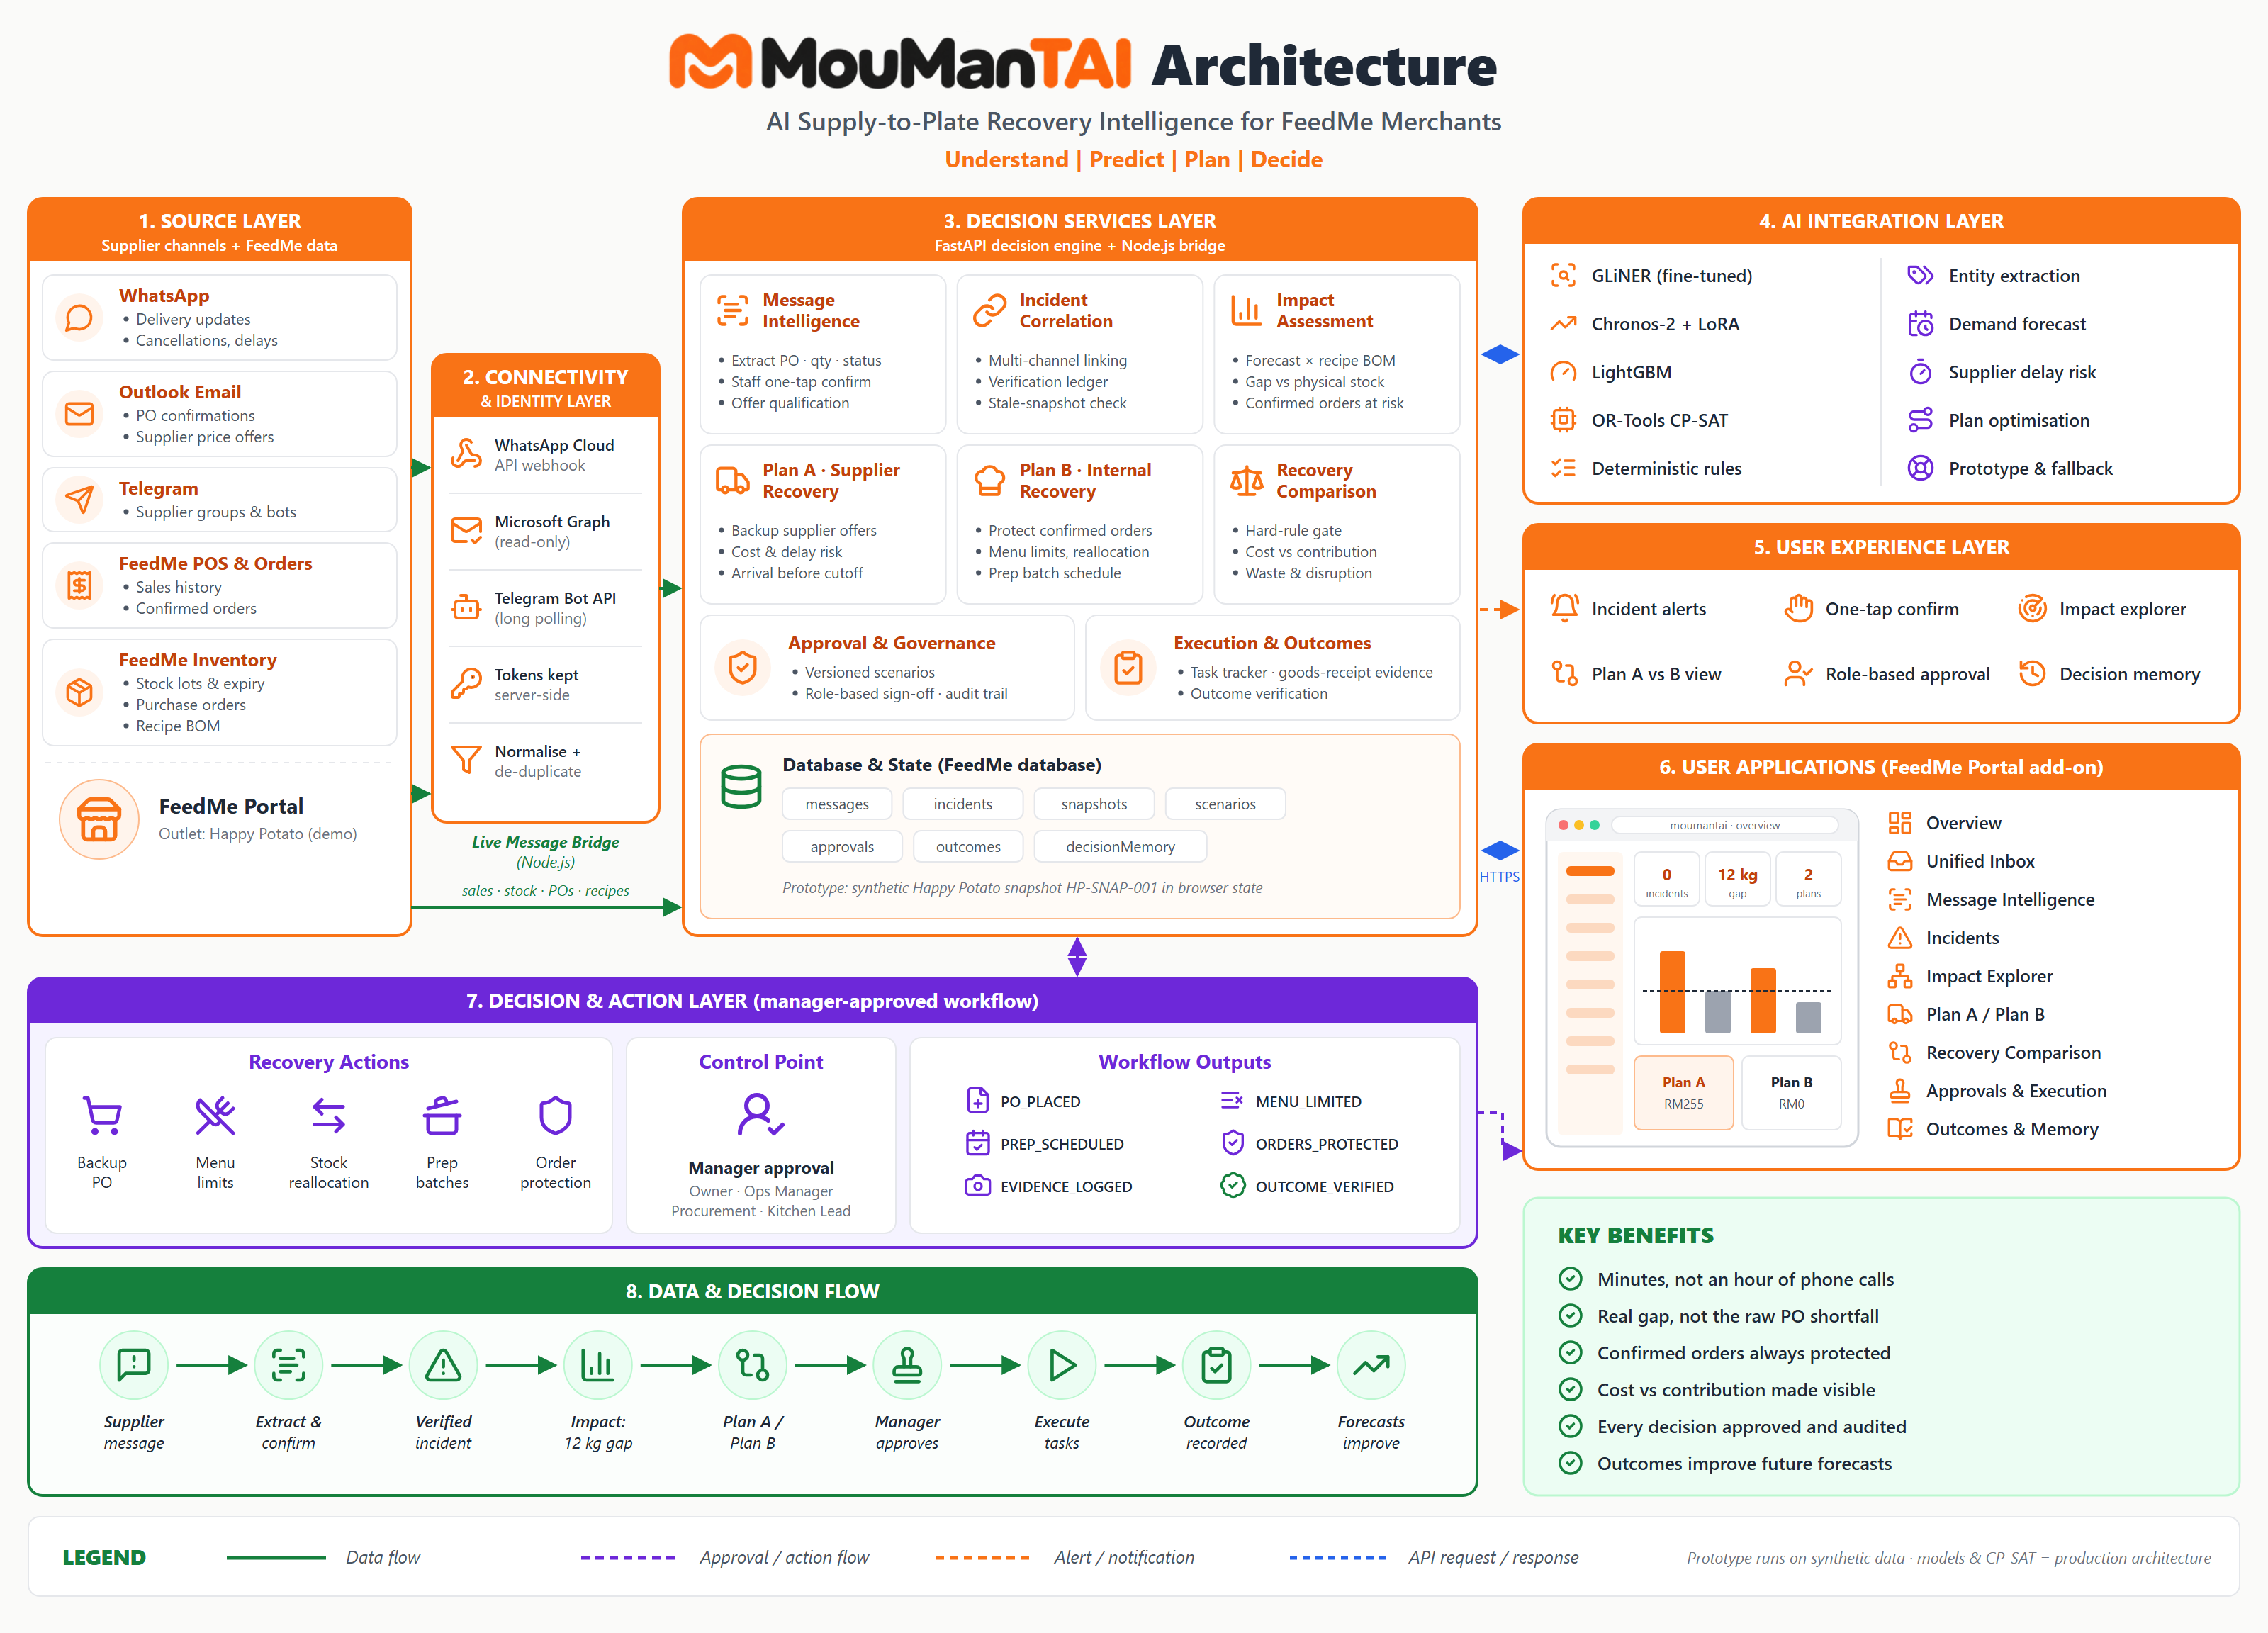 MouManTAI Architecture
AI Supply-to-Plate Recovery Intelligence for FeedMe Merchants
Understand | Predict | Plan | Decide
1. SOURCE LAYER
Supplier channels + FeedMe data
WhatsApp
• Delivery updates
• Cancellations, delays
Outlook Email
• PO confirmations
• Supplier price offers
Telegram
• Supplier groups & bots
FeedMe POS & Orders
• Sales history
• Confirmed orders
FeedMe Inventory
• Stock lots & expiry
• Purchase orders
• Recipe BOM
FeedMe Portal
Outlet: Happy Potato (demo)
2. CONNECTIVITY
& IDENTITY LAYER
WhatsApp Cloud
API webhook
Microsoft Graph
(read-only)
Telegram Bot API
(long polling)
Tokens kept
server-side
Normalise +
de-duplicate
Live Message Bridge
(Node.js)
sales · stock · POs · recipes
3. DECISION SERVICES LAYER
FastAPI decision engine + Node.js bridge
Message
Intelligence
• Extract PO · qty · status
• Staff one-tap confirm
• Offer qualification
Incident
Correlation
• Multi-channel linking
• Verification ledger
• Stale-snapshot check
Impact
Assessment
• Forecast × recipe BOM
• Gap vs physical stock
• Confirmed orders at risk
Plan A · Supplier
Recovery
• Backup supplier offers
• Cost & delay risk
• Arrival before cutoff
Plan B · Internal
Recovery
• Protect confirmed orders
• Menu limits, reallocation
• Prep batch schedule
Recovery
Comparison
• Hard-rule gate
• Cost vs contribution
• Waste & disruption
Approval & Governance
• Versioned scenarios
• Role-based sign-off · audit trail
Execution & Outcomes
• Task tracker · goods-receipt evidence
• Outcome verification
Database & State (FeedMe database)
messages
incidents
snapshots
scenarios
approvals
outcomes
decisionMemory
Prototype: synthetic Happy Potato snapshot HP-SNAP-001 in browser state
HTTPS
4. AI INTEGRATION LAYER
GLiNER (fine-tuned)
Entity extraction
Chronos-2 + LoRA
Demand forecast
LightGBM
Supplier delay risk
OR-Tools CP-SAT
Plan optimisation
Deterministic rules
Prototype & fallback
5. USER EXPERIENCE LAYER
Incident alerts
One-tap confirm
Impact explorer
Plan A vs B view
Role-based approval
Decision memory
6. USER APPLICATIONS (FeedMe Portal add-on)
moumantai · overview
0
incidents
12 kg
gap
2
plans
Plan A
RM255
Plan B
RM0
Overview
Unified Inbox
Message Intelligence
Incidents
Impact Explorer
Plan A / Plan B
Recovery Comparison
Approvals & Execution
Outcomes & Memory
7. DECISION & ACTION LAYER (manager-approved workflow)
Recovery Actions
Backup
PO
Menu
limits
Stock
reallocation
Prep
batches
Order
protection
Control Point
Manager approval
Owner · Ops Manager
Procurement · Kitchen Lead
Workflow Outputs
PO_PLACED
MENU_LIMITED
PREP_SCHEDULED
ORDERS_PROTECTED
EVIDENCE_LOGGED
OUTCOME_VERIFIED
8. DATA & DECISION FLOW
Supplier
message
Extract &
confirm
Verified
incident
Impact:
12 kg gap
Plan A /
Plan B
Manager
approves
Execute
tasks
Outcome
recorded
Forecasts
improve
KEY BENEFITS
Minutes, not an hour of phone calls
Real gap, not the raw PO shortfall
Confirmed orders always protected
Cost vs contribution made visible
Every decision approved and audited
Outcomes improve future forecasts
LEGEND
Data flow
Approval / action flow
Alert / notification
API request / response
Prototype runs on synthetic data · models & CP-SAT = production architecture